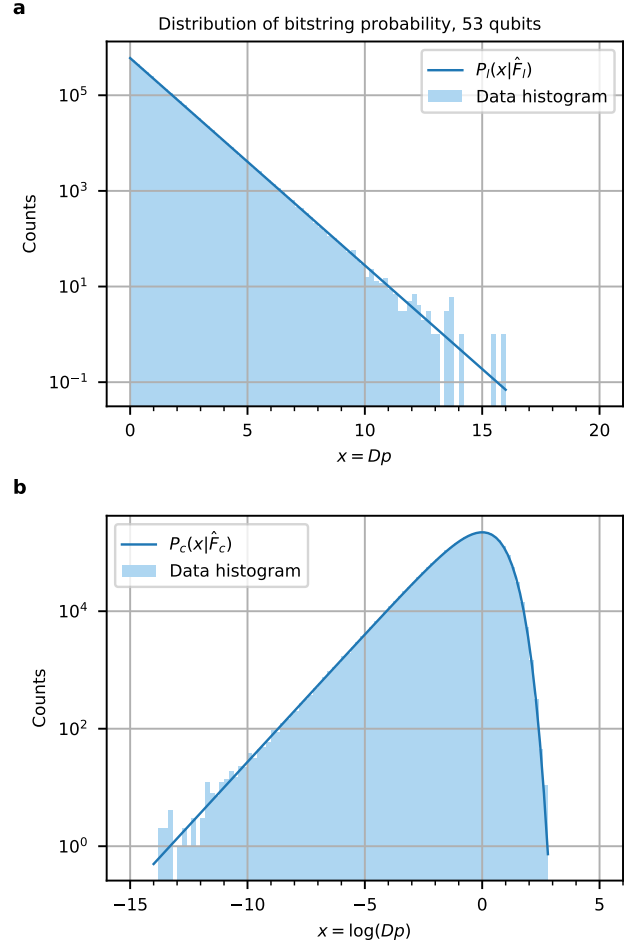 a
Distribution of bitstring probability, 53 qubits
P_l(x|F̂_l)
Data histogram
Counts
10^5
10^3
10^1
10^−1
0 5 10 15 20
x = Dp
b
P_c(x|F̂_c)
Data histogram
Counts
10^4
10^2
10^0
−15 −10 −5 0 5
x = log(Dp)